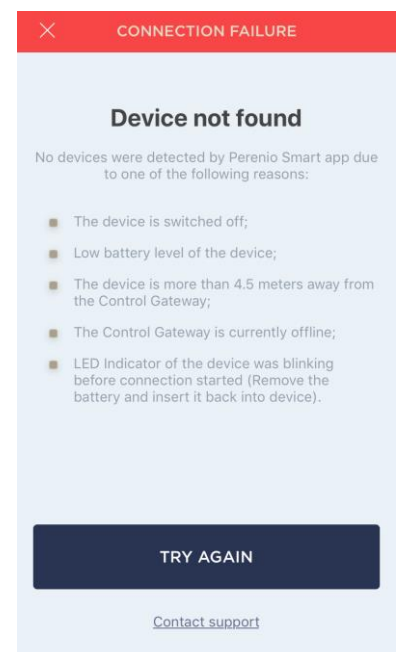 CONNECTION FAILURE
Device not found
No devices were detected by Perenio Smart app due
to one of the following reasons:
The device is switched off;
Low battery level of the device;
The device is more than 4.5 meters away from
the Control Gateway;
The Control Gateway is currently offline;
LED Indicator of the device was blinking
before connection started (Remove the
battery and insert it back into device).
TRY AGAIN
Contact support